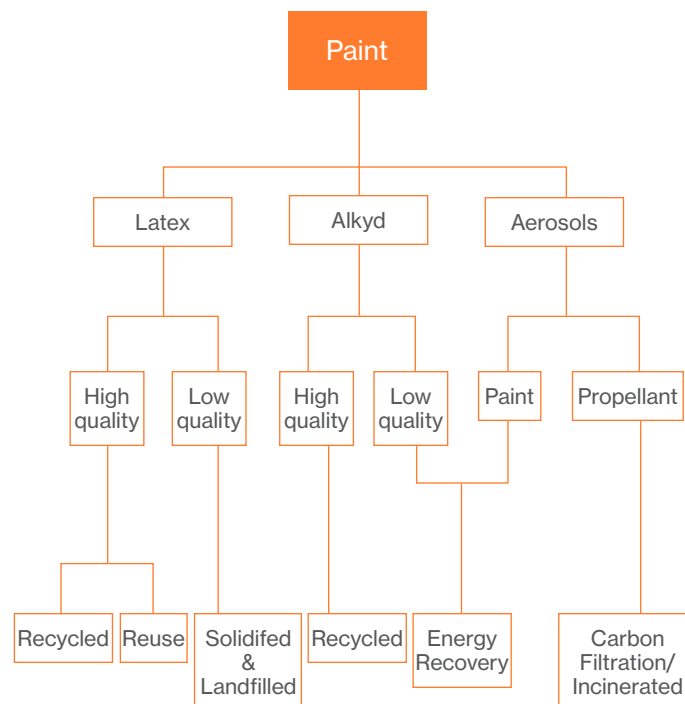 Paint
Latex
Alkyd
Aerosols
High
quality
Low
quality
High
quality
Low
quality
Paint
Propellant
Recycled
Reuse
Solidifed
&
Landfilled
Recycled
Energy
Recovery
Carbon
Filtration/
Incinerated